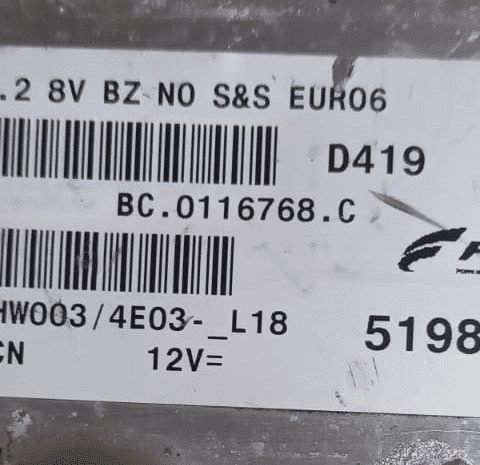 .2 8V BZ NO S&S EURO6
D419
BC.0116768.C
HW003/4E03-_L18
5198
CN 12V=